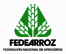 FEDEARROZ
FEDERACIÓN NACIONAL DE ARROCEROS